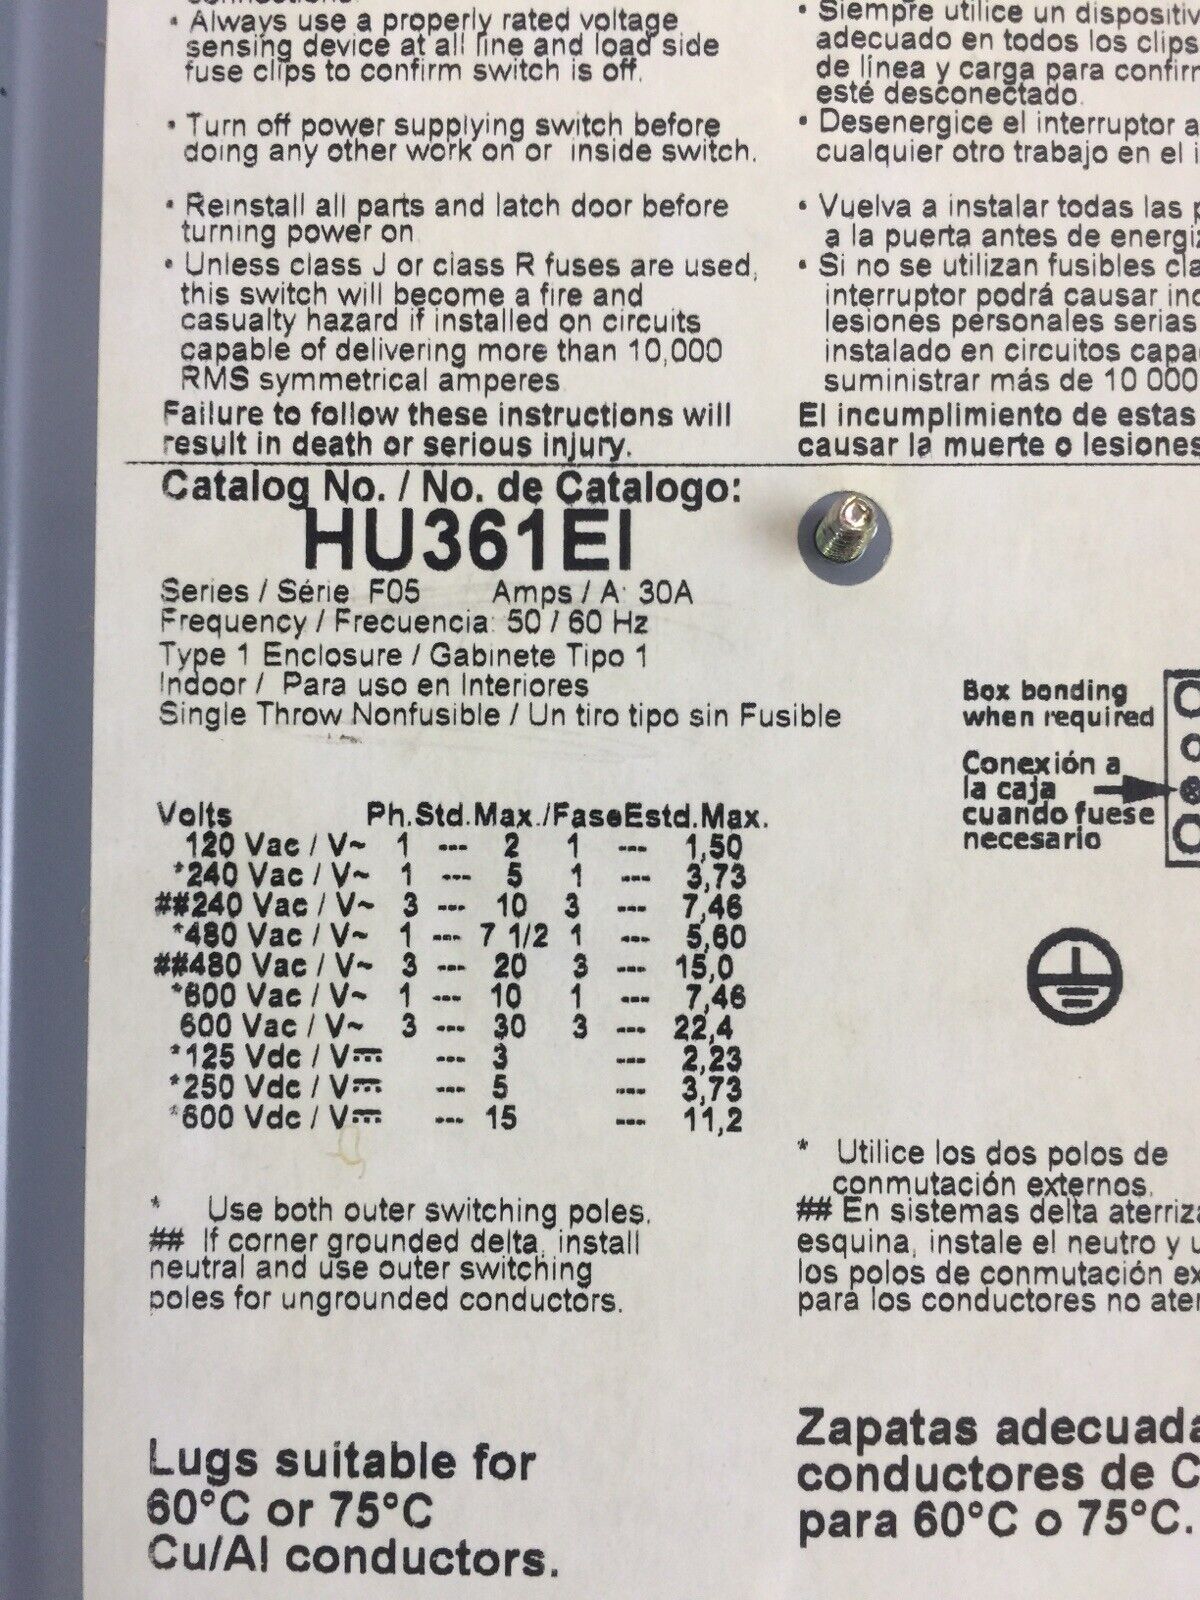 • Always use a properly rated voltage
sensing device at all line and load side
fuse clips to confirm switch is off.
• Turn off power supplying switch before
doing any other work on or inside switch.
• Reinstall all parts and latch door before
turning power on
• Unless class J or class R fuses are used,
this switch will become a fire and
casualty hazard if installed on circuits
capable of delivering more than 10,000
RMS symmetrical amperes
Failure to follow these instructions will
result in death or serious injury.
• Siempre utilice un dispositiv
adecuado en todos los clips
de línea y carga para confirm
esté desconectado.
• Desenergice el interruptor a
cualquier otro trabajo en el i
• Vuelva a instalar todas las p
a la puerta antes de energiz
• Si no se utilizan fusibles cla
interruptor podrá causar inc
lesiones personales serias
instalado en circuitos capa
suministrar más de 10 000
El incumplimiento de estas
causar la muerte o lesiones
Catalog No. / No. de Catalogo:
HU361EI
Series / Série F05 Amps / A: 30A
Frequency / Frecuencia: 50 / 60 Hz
Type 1 Enclosure / Gabinete Tipo 1
Indoor / Para uso en Interiores
Single Throw Nonfusible / Un tiro tipo sin Fusible
Box bonding
when required
Conexión a
la caja
cuando fuese
necesario
Volts Ph.Std.Max./FaseEstd.Max.
120 Vac / V~ 1 --- 2 1 --- 1,50
*240 Vac / V~ 1 --- 5 1 --- 3,73
##240 Vac / V~ 3 --- 10 3 --- 7,46
*480 Vac / V~ 1 --- 7 1/2 1 --- 5,60
##480 Vac / V~ 3 --- 20 3 --- 15,0
*600 Vac / V~ 1 --- 10 1 --- 7,46
600 Vac / V~ 3 --- 30 3 --- 22,4
*125 Vdc / V⎓ --- 3 --- 2,23
*250 Vdc / V⎓ --- 5 --- 3,73
*600 Vdc / V⎓ --- 15 --- 11,2
* Use both outer switching poles.
## If corner grounded delta, install
neutral and use outer switching
poles for ungrounded conductors.
* Utilice los dos polos de
conmutación externos.
## En sistemas delta aterriza
esquina, instale el neutro y u
los polos de conmutación ex
para los conductores no ater
Lugs suitable for
60°C or 75°C
Cu/Al conductors.
Zapatas adecuada
conductores de C
para 60°C o 75°C.